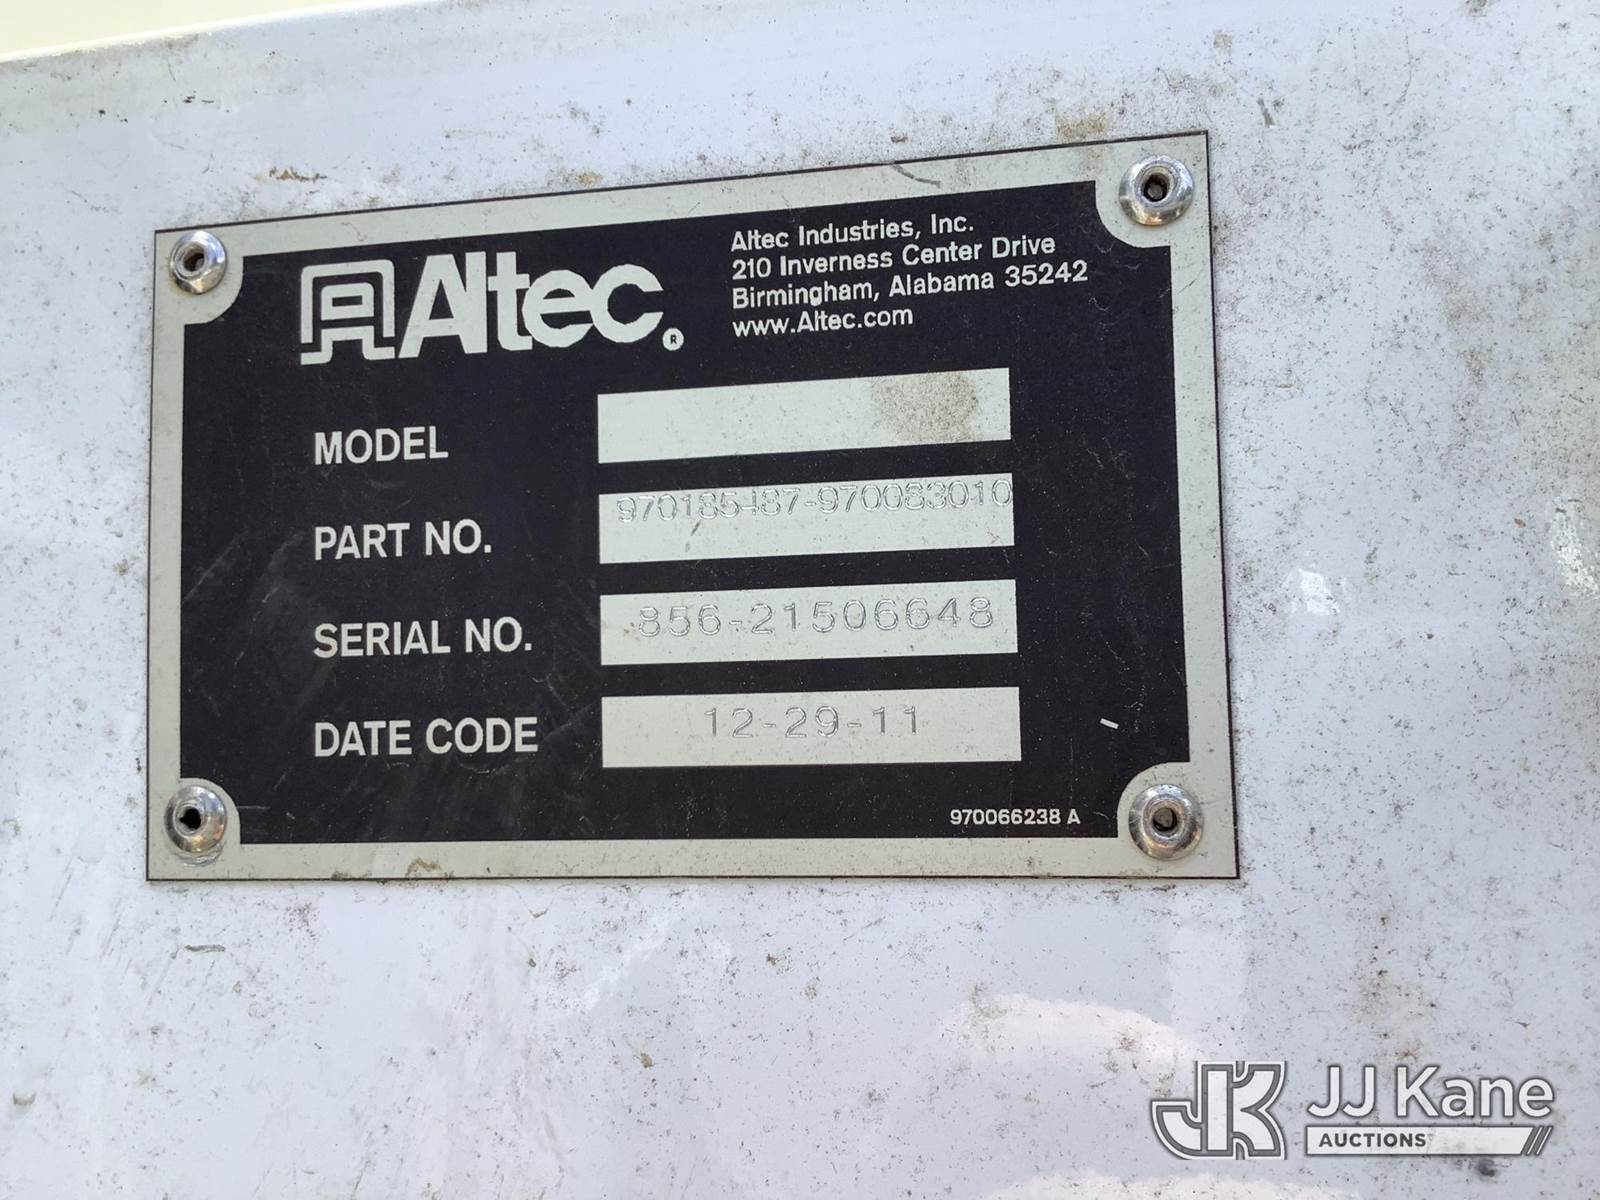 Altec®
Altec Industries, Inc.
210 Inverness Center Drive
Birmingham, Alabama 35242
www.Altec.com
MODEL
PART NO. 970185487-970083010
SERIAL NO. 856-21506648
DATE CODE 12-29-11
970066238 A
JK JJ Kane
AUCTIONS